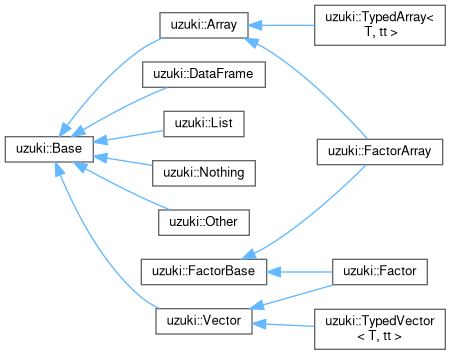 uzuki::Array
uzuki::TypedArray<
T, tt >
uzuki::DataFrame
uzuki::List
uzuki::Base
uzuki::FactorArray
uzuki::Nothing
uzuki::Other
uzuki::FactorBase
uzuki::Factor
uzuki::Vector
uzuki::TypedVector
< T, tt >